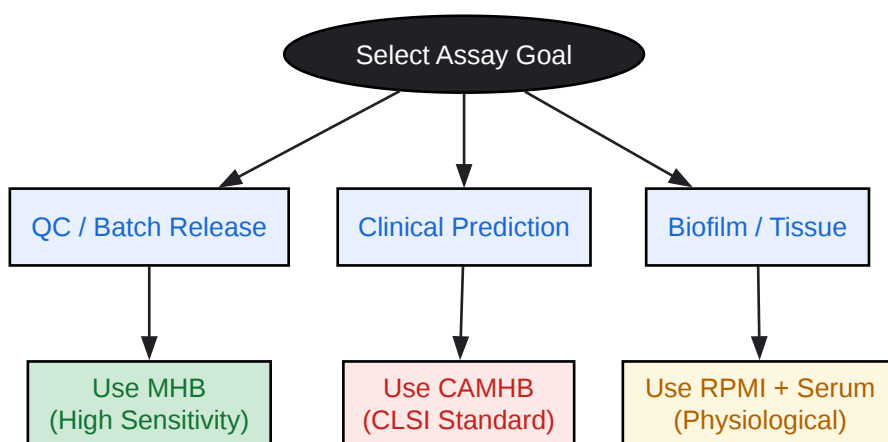 Select Assay Goal
QC / Batch Release
Clinical Prediction
Biofilm / Tissue
Use MHB
(High Sensitivity)
Use CAMHB
(CLSI Standard)
Use RPMI + Serum
(Physiological)